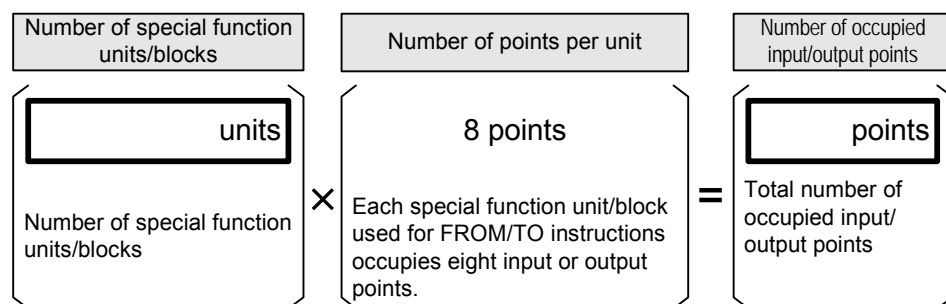 Number of special function
units/blocks
Number of points per unit
Number of occupied
input/output points
units
Number of special function
units/blocks
×
8 points
Each special function unit/block
used for FROM/TO instructions
occupies eight input or output
points.
=
points
Total number of
occupied input/
output points